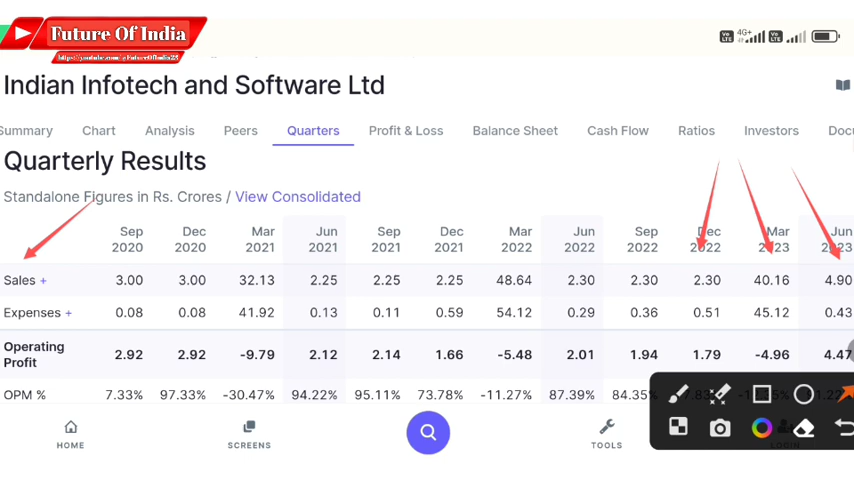 Future Of India
Indian Infotech and Software Ltd
Summary Chart Analysis Peers Quarters Profit & Loss Balance Sheet Cash Flow Ratios Investors Docu
Quarterly Results
Standalone Figures in Rs. Crores / View Consolidated
Sep 2020 Dec 2020 Mar 2021 Jun 2021 Sep 2021 Dec 2021 Mar 2022 Jun 2022 Sep 2022 Dec 2022 Mar 2023 Jun 2023
Sales + 3.00 3.00 32.13 2.25 2.25 2.25 48.64 2.30 2.30 2.30 40.16 4.90
Expenses + 0.08 0.08 41.92 0.13 0.11 0.59 54.12 0.29 0.36 0.51 45.12 0.43
Operating Profit 2.92 2.92 -9.79 2.12 2.14 1.66 -5.48 2.01 1.94 1.79 -4.96 4.47
OPM % 7.33% 97.33% -30.47% 94.22% 95.11% 73.78% -11.27% 87.39% 84.35%
HOME SCREENS TOOLS LOGIN